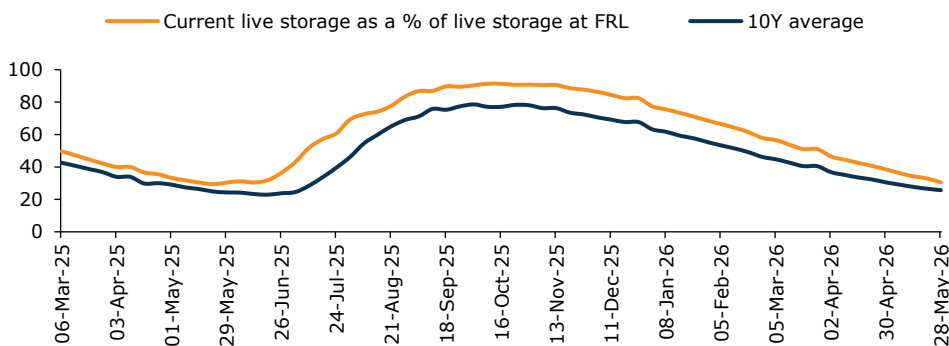 Current live storage as a % of live storage at FRL 10Y average
100
80
60
40
20
0
06-Mar-25
03-Apr-25
01-May-25
29-May-25
26-Jun-25
24-Jul-25
21-Aug-25
18-Sep-25
16-Oct-25
13-Nov-25
11-Dec-25
08-Jan-26
05-Feb-26
05-Mar-26
02-Apr-26
30-Apr-26
28-May-26